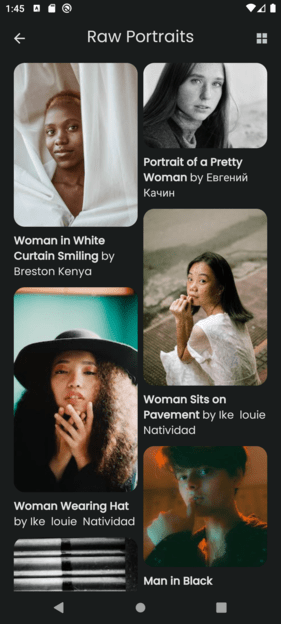 1:45
Raw Portraits
Woman in White
Curtain Smiling by
Breston Kenya
Portrait of a Pretty
Woman by Евгений
Качин
Woman Sits on
Pavement by Ike louie
Natividad
Woman Wearing Hat
by Ike louie Natividad
Man in Black